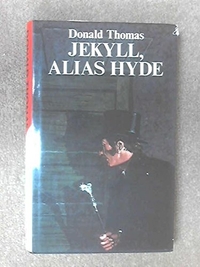 Donald Thomas
JEKYLL,
ALIAS HYDE